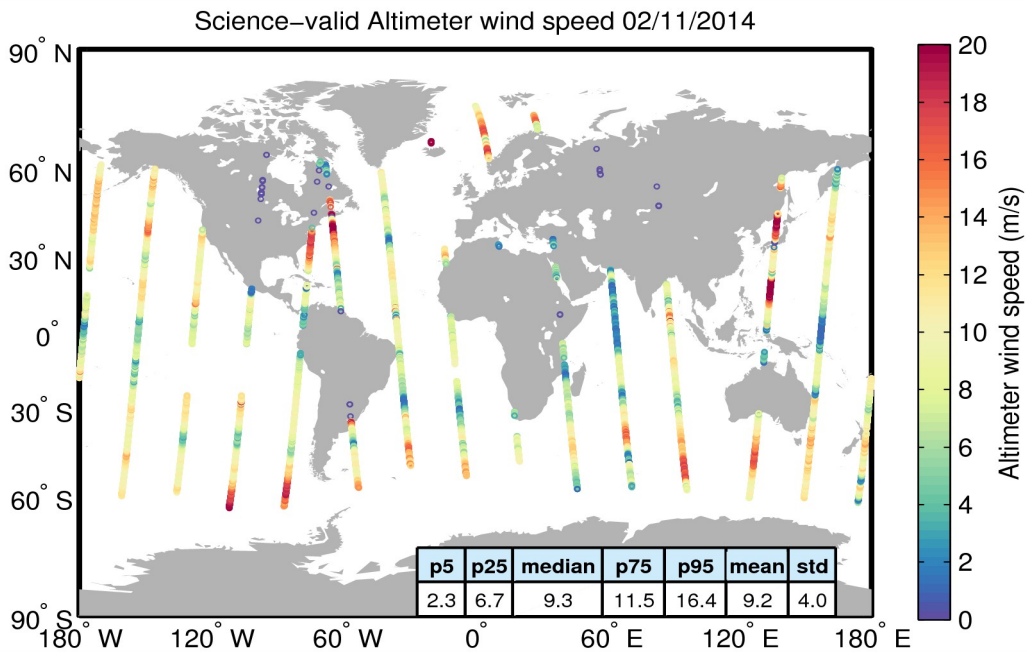 Science−valid Altimeter wind speed 02/11/2014
90° N
60° N
30° N
0°
30° S
60° S
90° S
180° W
120° W
60° W
0°
60° E
120° E
180° E
p5 p25 median p75 p95 mean std
2.3 6.7 9.3 11.5 16.4 9.2 4.0
20
18
16
14
12
10
8
6
4
2
0
Altimeter wind speed (m/s)